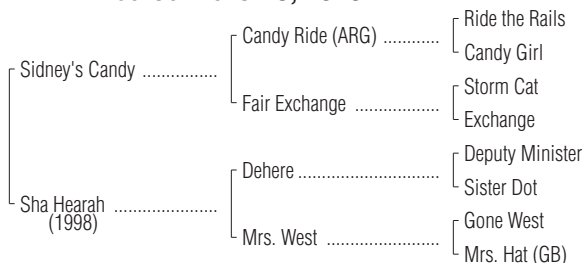 Ride the Rails
Candy Ride (ARG) ............
Candy Girl
Sidney's Candy ................
Storm Cat
Fair Exchange ..................
Exchange
Deputy Minister
Dehere ..............................
Sister Dot
Sha Hearah ......................
(1998)
Gone West
Mrs. West ........................
Mrs. Hat (GB)